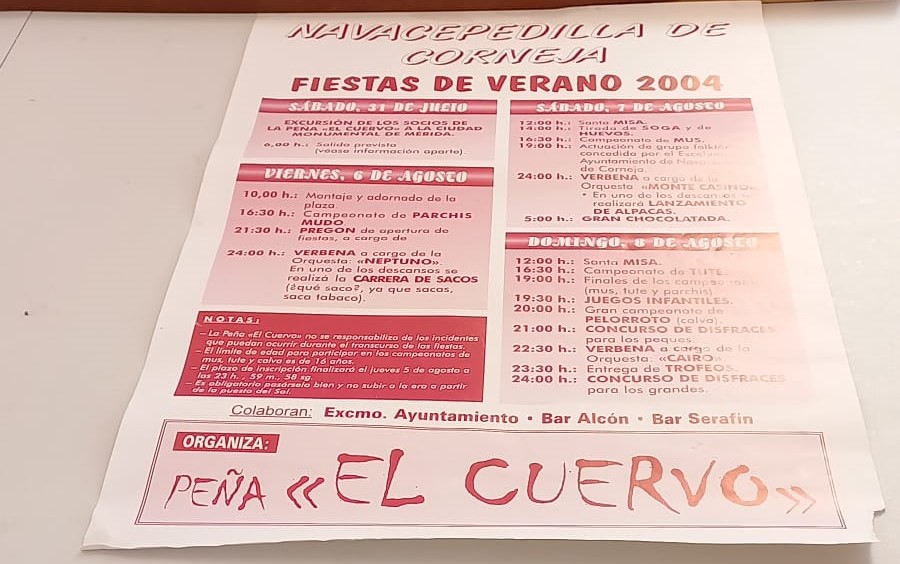 NAVACEPEDILLA DE
CORNEJA
FIESTAS DE VERANO 2004
SÁBADO, 31 DE JULIO
EXCURSIÓN DE LOS SOCIOS DE
LA PEÑA «EL CUERVO» A LA CIUDAD
MONUMENTAL DE MERIDA.
6,00 h.: Salida prevista
(véase información aparte).
VIERNES, 6 DE AGOSTO
10,00 h.: Montaje y adornado de la
plaza.
16:30 h.: Campeonato de PARCHIS
MUDO
21:30 h.: PREGON de apertura de
fiestas, a cargo de
24:00 h.: VERBENA a cargo de la
Orquesta: «NEPTUNO».
En uno de los descansos se
realizá la CARRERA DE SACOS
(¿qué saco?, ya que sacas,
saca tabaco).
NOTAS:
– La Peña «El Cuervo» no se responsabiliza de los incidentes
que puedan ocurrir durante el transcurso de las fiestas.
– El límite de edad para participar en los campeonatos de
mus, tute y calva es de 16 años.
– El plazo de inscripción finalizará el jueves 5 de agosto a
las 23 h., 59 m., 58 sg.
– Es obligatorio pasárselo bien y no subir a la era a partir
de la puesta del Sol.
SÁBADO, 7 DE AGOSTO
12:00 h.: Santa MISA.
14:00 h.: Tirada de SOGA y de
HUEVOS.
16:30 h.: Campeonato de MUS.
19:00 h.: Actuación de grupo
concedida por el
Ayuntamiento de
de Corneja.
24:00 h.: VERBENA a cargo de la
Orquesta: «MONTE CASINO».
• En uno de los descansos se
realizará LANZAMIENTO
DE ALPACAS.
5:00 h.: GRAN CHOCOLATADA.
DOMINGO, 8 DE AGOSTO
12:00 h.: Santa MISA.
16:30 h.: Campeonato de TUTE.
19:00 h.: Finales de los
(mus, tute y parchís)
19:30 h.: JUEGOS INFANTILES.
20:00 h.: Gran campeonato de
PELORROTO (calva).
21:00 h.: CONCURSO DE DISFRACES
para los peques.
22:30 h.: VERBENA a cargo de la
Orquesta: «CAIRO».
23:30 h.: Entrega de TROFEOS.
24:00 h.: CONCURSO DE DISFRACES
para los grandes.
Colaboran: Excmo. Ayuntamiento • Bar Alcón • Bar Serafín
ORGANIZA:
PEÑA «EL CUERVO»